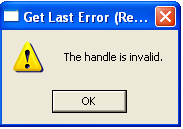 Get Last Error (Re...
The handle is invalid.
OK